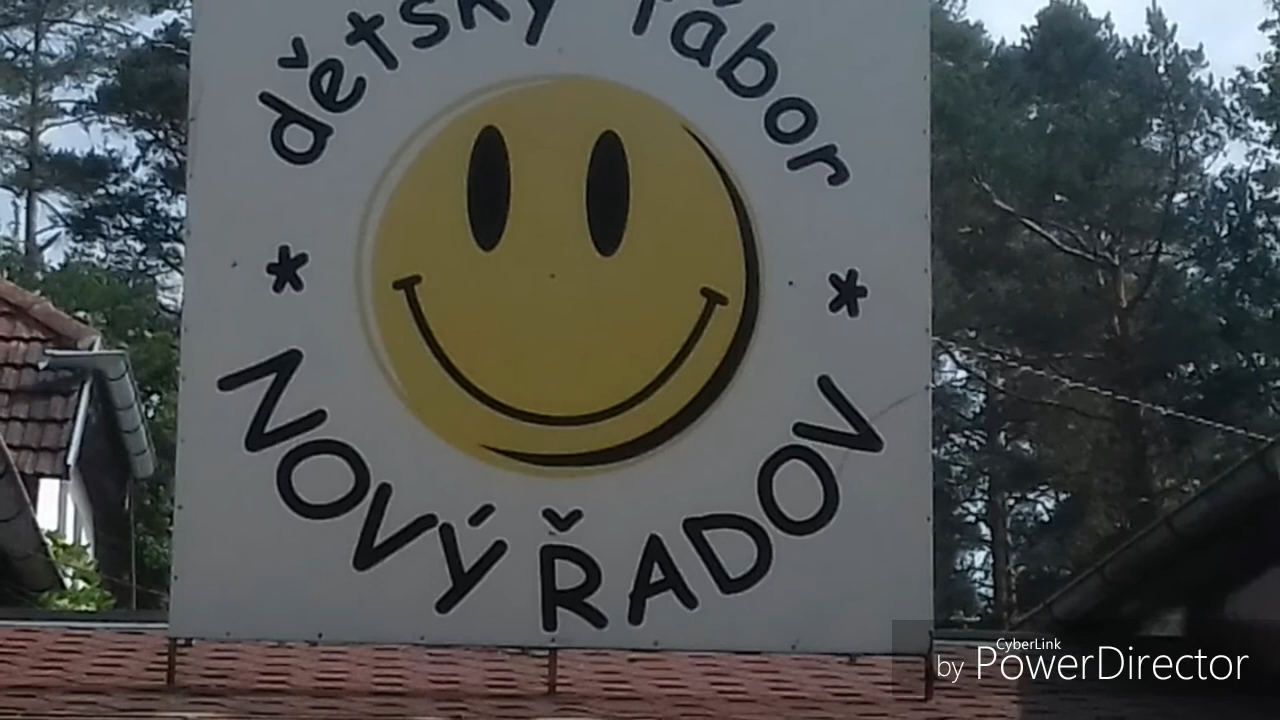 dětský tábor
* *
NOVÝ ŘADOV
CyberLink
by PowerDirector